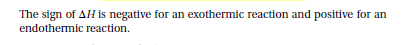 The sign of ΔH is negative for an exothermic reaction and positive for an
endothermic reaction.